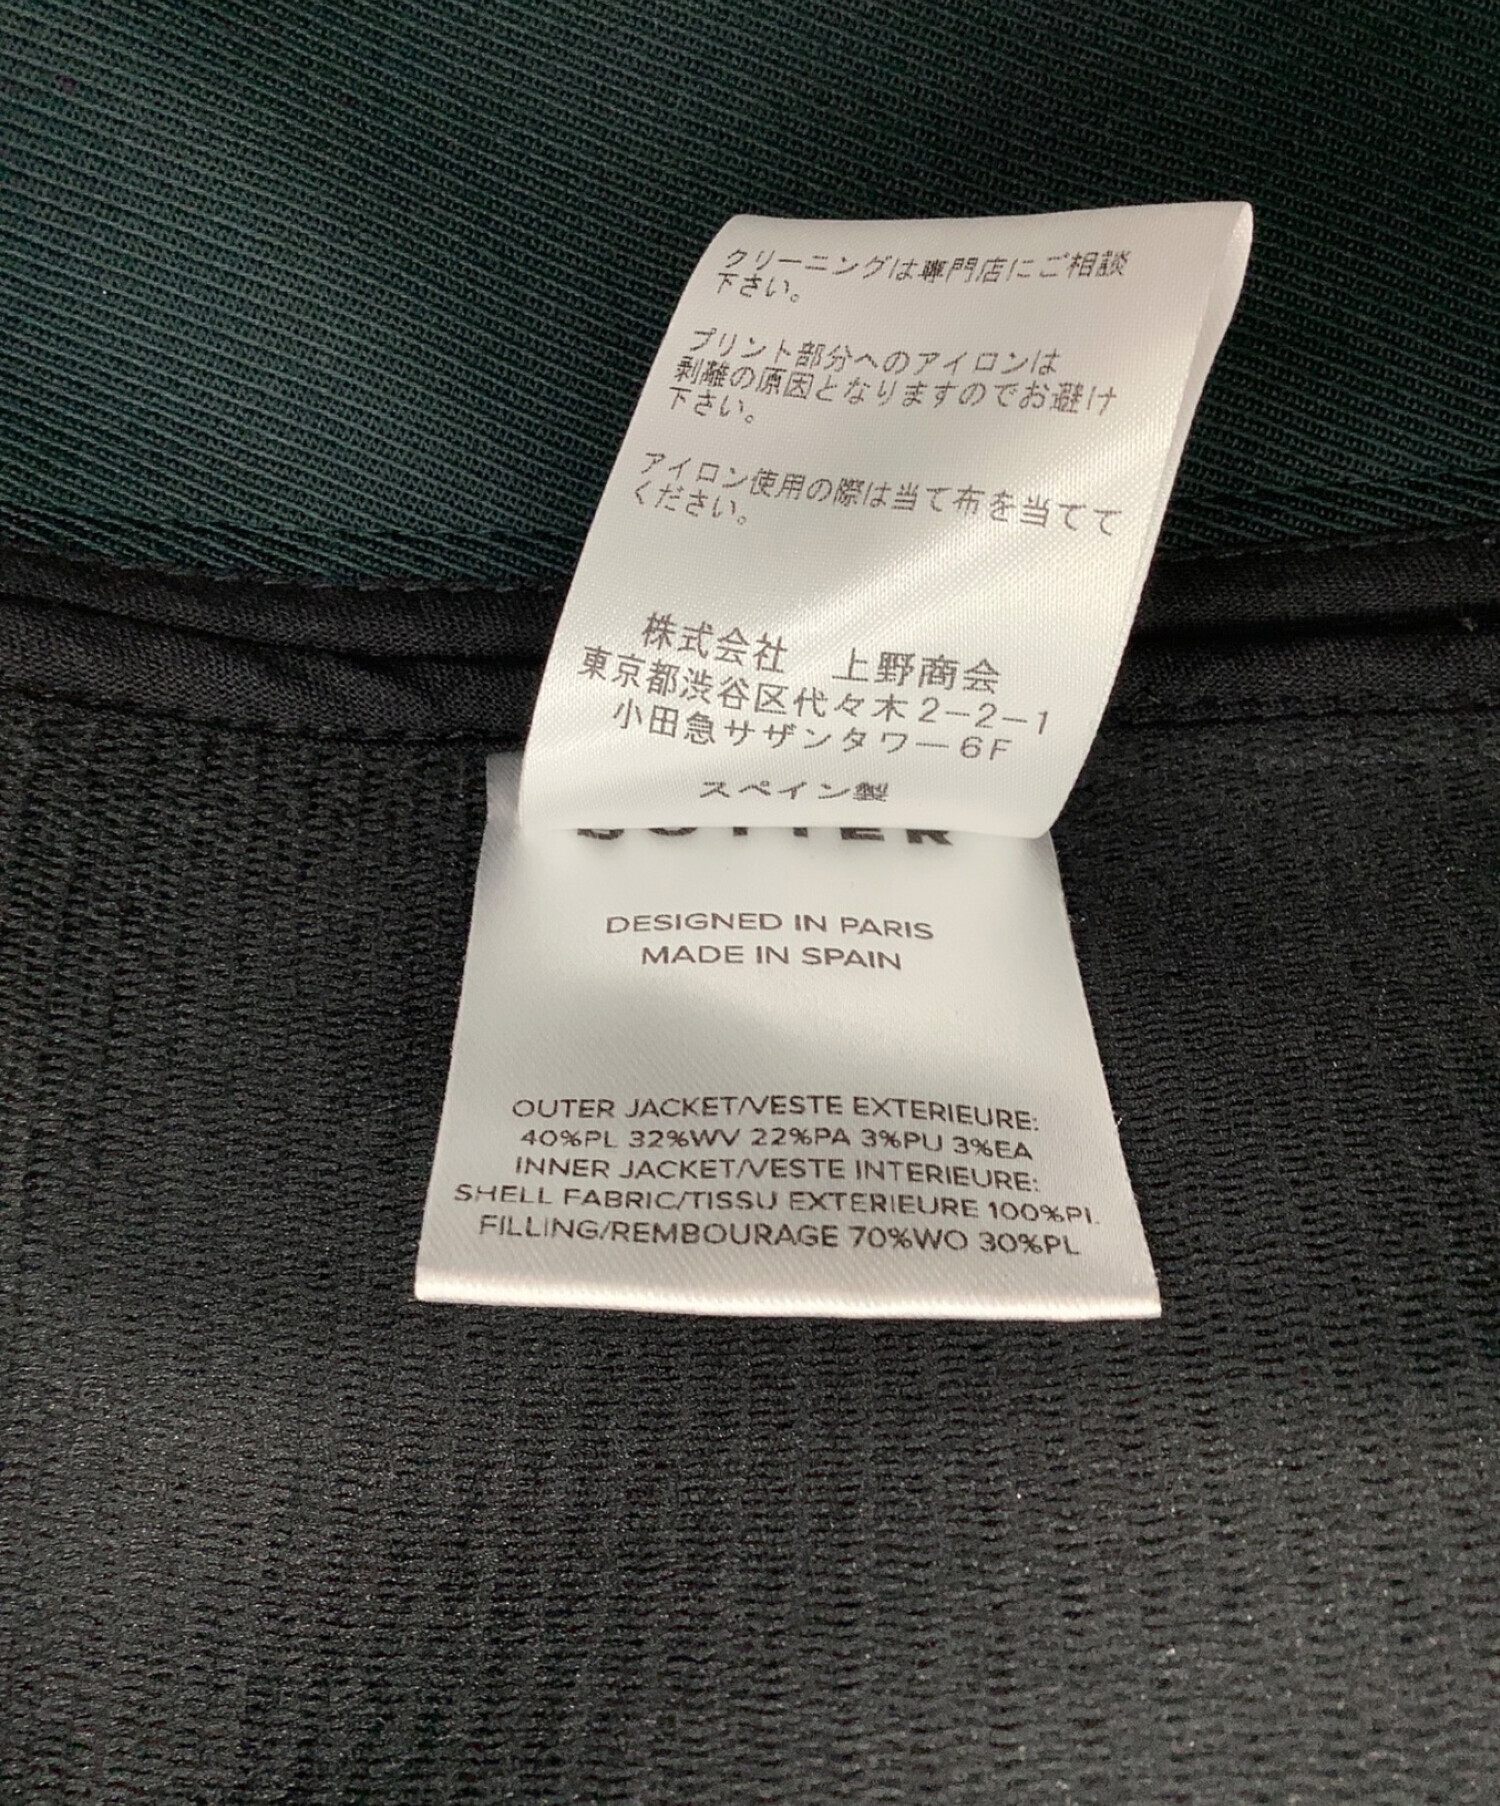 クリーニングは専門店にご相談
下さい。
プリント部分へのアイロンは
剥離の原因となりますのでお避け
下さい。
アイロン使用の際は当て布を当てて
ください。
株式会社　上野商会
東京都渋谷区代々木2-2-1
小田急サザンタワー6F
スペイン製
DESIGNED IN PARIS
MADE IN SPAIN
OUTER JACKET/VESTE EXTERIEURE:
40%PL 32%WV 22%PA 3%PU 3%EA
INNER JACKET/VESTE INTERIEURE:
SHELL FABRIC/TISSU EXTERIEURE 100%PL
FILLING/REMBOURAGE 70%WO 30%PL